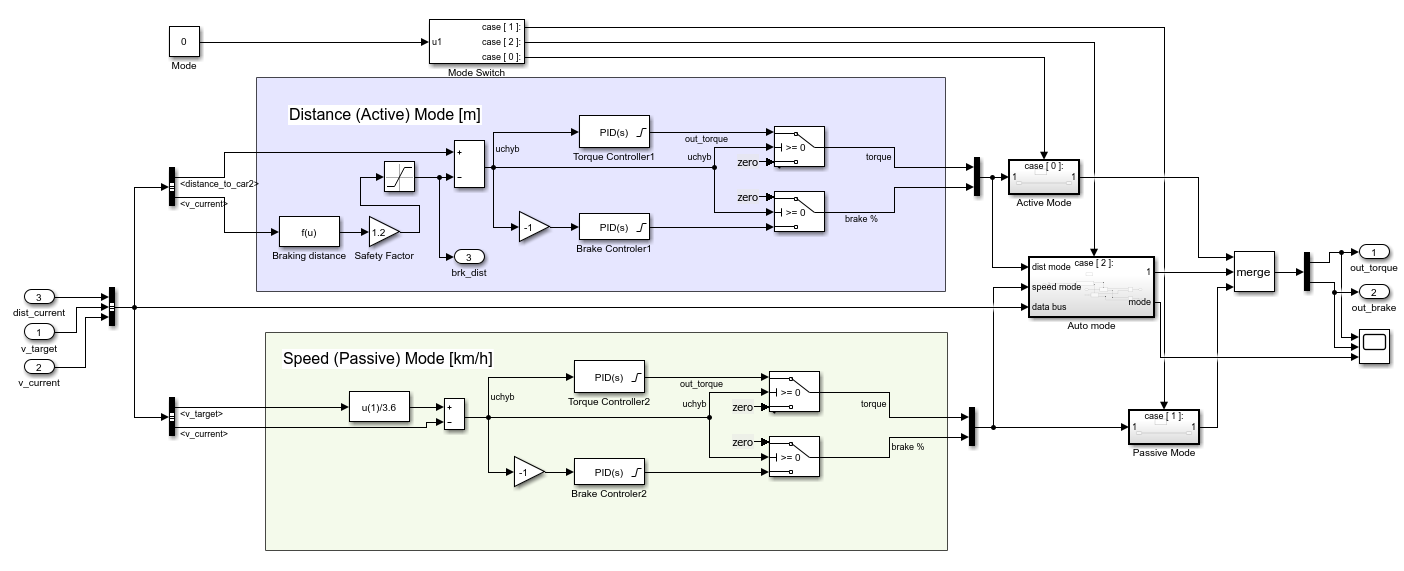 0
Mode
u1
case [ 1 ]:
case [ 2 ]:
case [ 0 ]:
Mode Switch
Distance (Active) Mode [m]
<distance_to_car2>
<v_current>
f(u)
Braking distance
1.2
Safety Factor
+
−
3
brk_dist
uchyb
PID(s)
Torque Controller1
-1
PID(s)
Brake Controler1
out_torque
uchyb
zero
>= 0
zero
>= 0
torque
brake %
case [ 0 ]:
1
1
Active Mode
3
dist_current
1
v_target
2
v_current
case [ 2 ]:
dist mode
speed mode
data bus
1
mode
Auto mode
merge
1
out_torque
2
out_brake
Speed (Passive) Mode [km/h]
<v_target>
<v_current>
u(1)/3.6
+
−
uchyb
PID(s)
Torque Controller2
-1
PID(s)
Brake Controler2
out_torque
uchyb
zero
>= 0
zero
>= 0
torque
brake %
case [ 1 ]:
1
1
Passive Mode